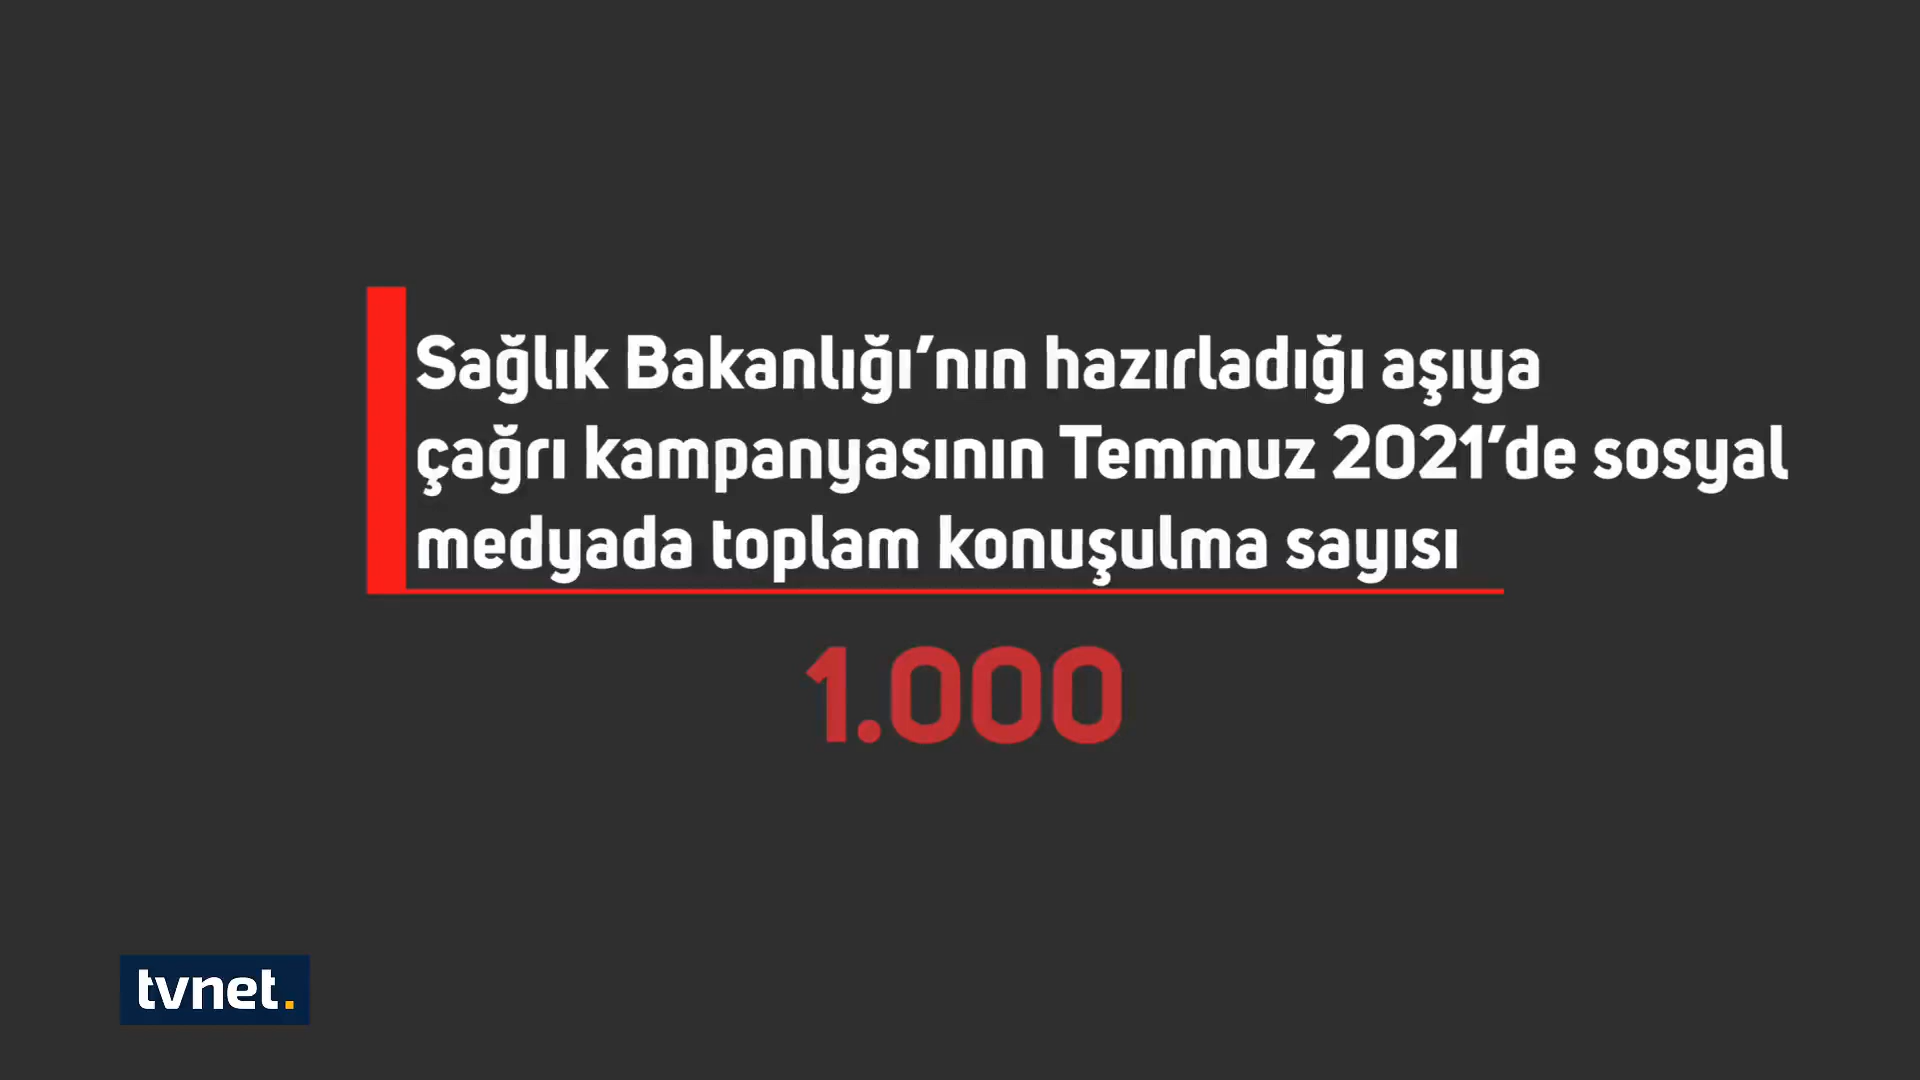 Sağlık Bakanlığı’nın hazırladığı aşıya
çağrı kampanyasının Temmuz 2021’de sosyal
medyada toplam konuşulma sayısı
1.000
tvnet.